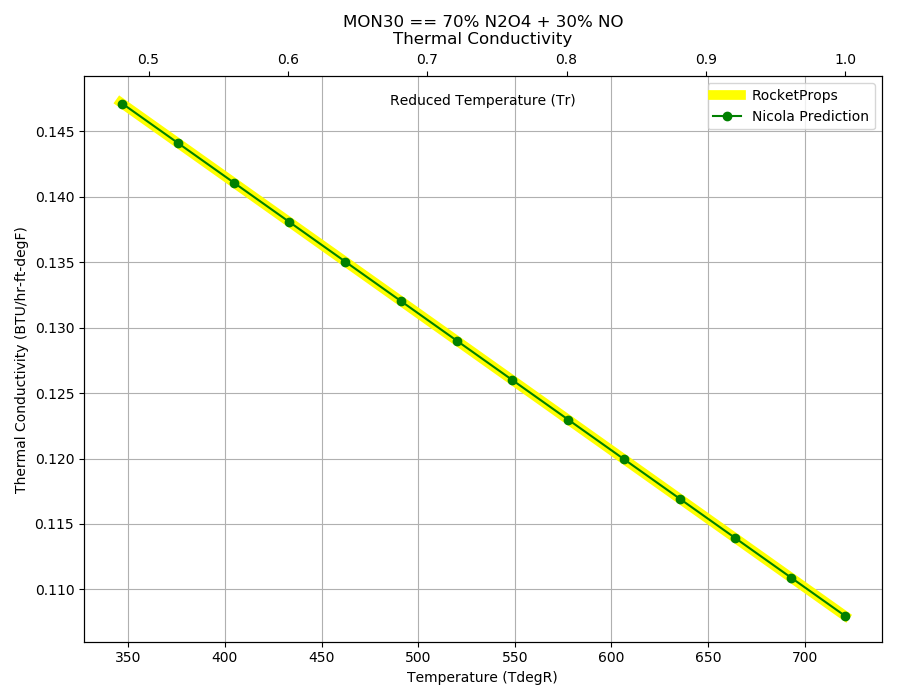 MON30 == 70% N2O4 + 30% NO
Thermal Conductivity
0.5 0.6 0.7 0.8 0.9 1.0
Reduced Temperature (Tr)
RocketProps
Nicola Prediction
Thermal Conductivity (BTU/hr-ft-degF)
0.145
0.140
0.135
0.130
0.125
0.120
0.115
0.110
350 400 450 500 550 600 650 700
Temperature (TdegR)